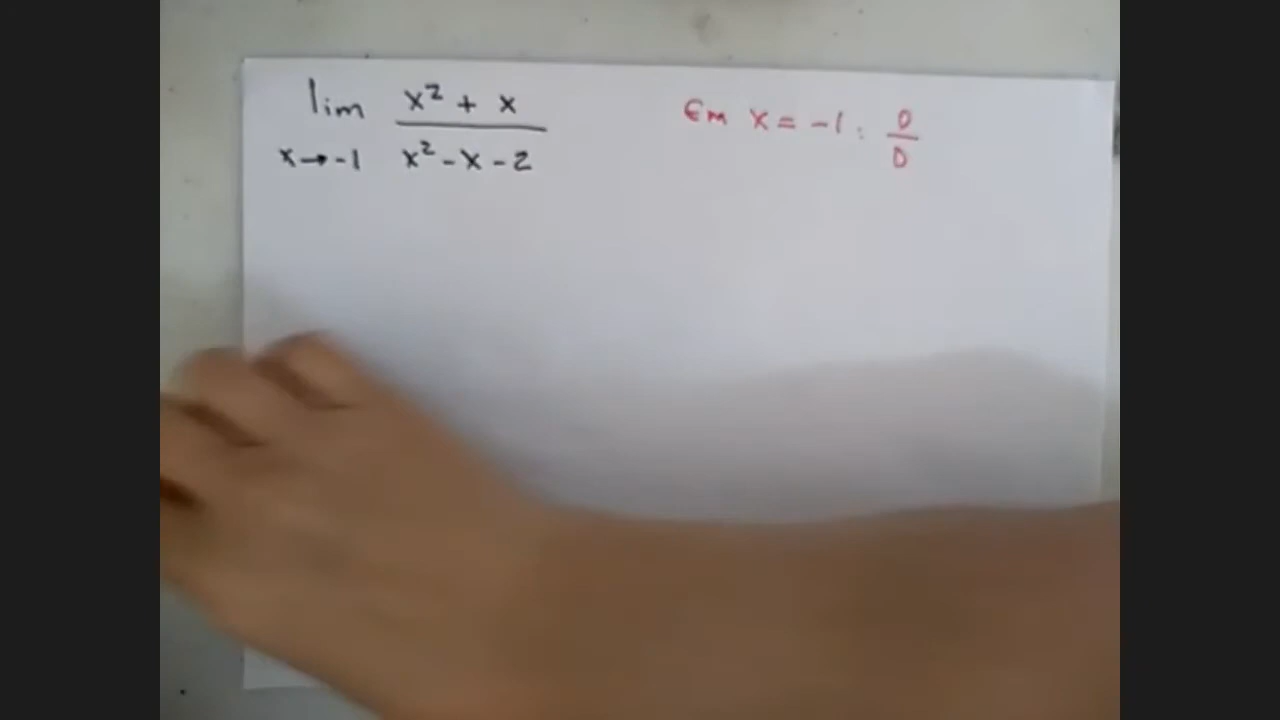 lim x² + x
x→-1 x² - x - 2
Em x = -1 : 0/0